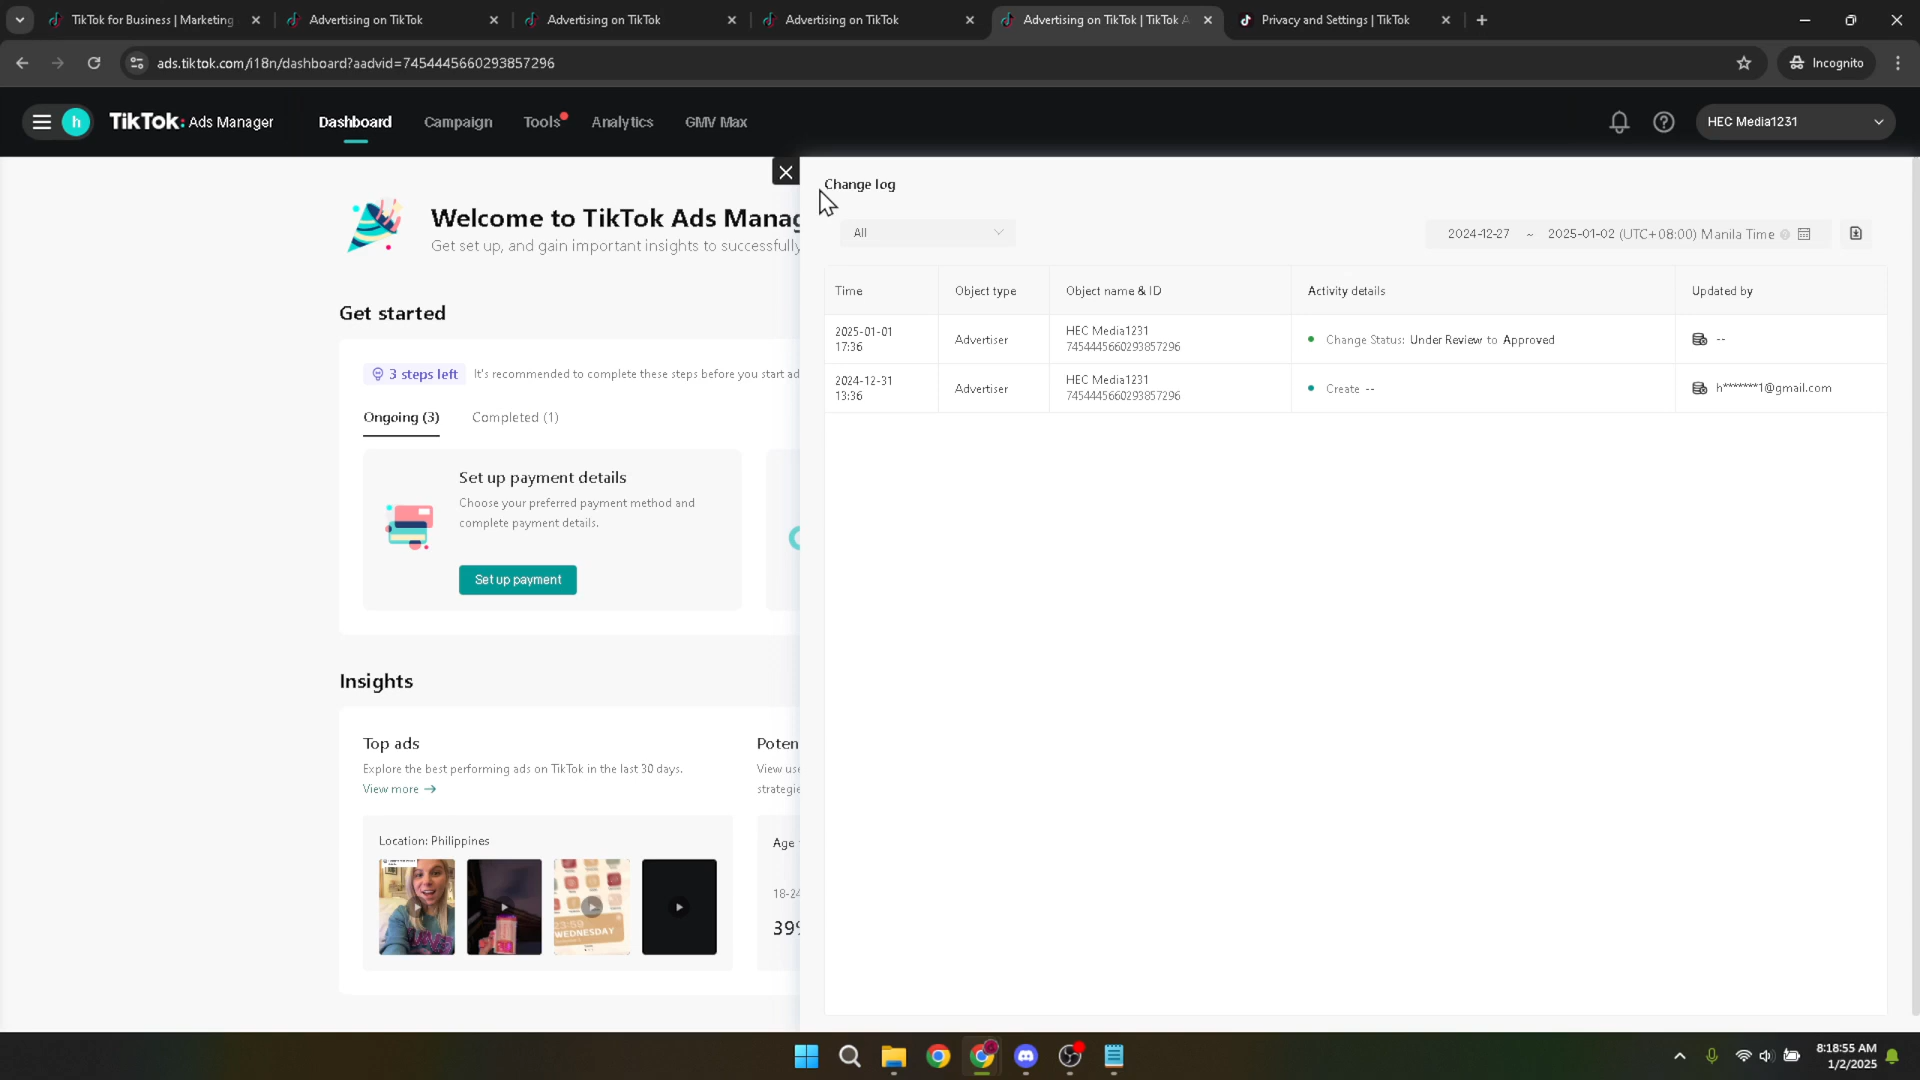 TikTok for Business | Marketing
Advertising on TikTok
Advertising on TikTok
Advertising on TikTok
Advertising on TikTok | TikTok A
Privacy and Settings | TikTok
ads.tiktok.com/i18n/dashboard?aadvid=7454445660293857296
Incognito
h
TikTok: Ads Manager
Dashboard
Campaign
Tools
Analytics
GMV Max
HEC Media1231
Welcome to TikTok Ads Manag
Get set up, and gain important insights to successfully
Get started
3 steps left
It's recommended to complete these steps before you start ad
Ongoing (3)
Completed (1)
Set up payment details
Choose your preferred payment method and
complete payment details.
Set up payment
Insights
Top ads
Explore the best performing ads on TikTok in the last 30 days.
View more →
Poten
View use
strategie
Location: Philippines
23:59
WEDNESDAY
Age
18-24
39%
Change log
All
2024-12-27 ~ 2025-01-02 (UTC+08:00) Manila Time
Time
Object type
Object name & ID
Activity details
Updated by
2025-01-01
17:36
Advertiser
HEC Media1231
7454445660293857296
Change Status: Under Review to Approved
--
2024-12-31
13:36
Advertiser
HEC Media1231
7454445660293857296
Create --
h*******1@gmail.com
8:18:55 AM
1/2/2025